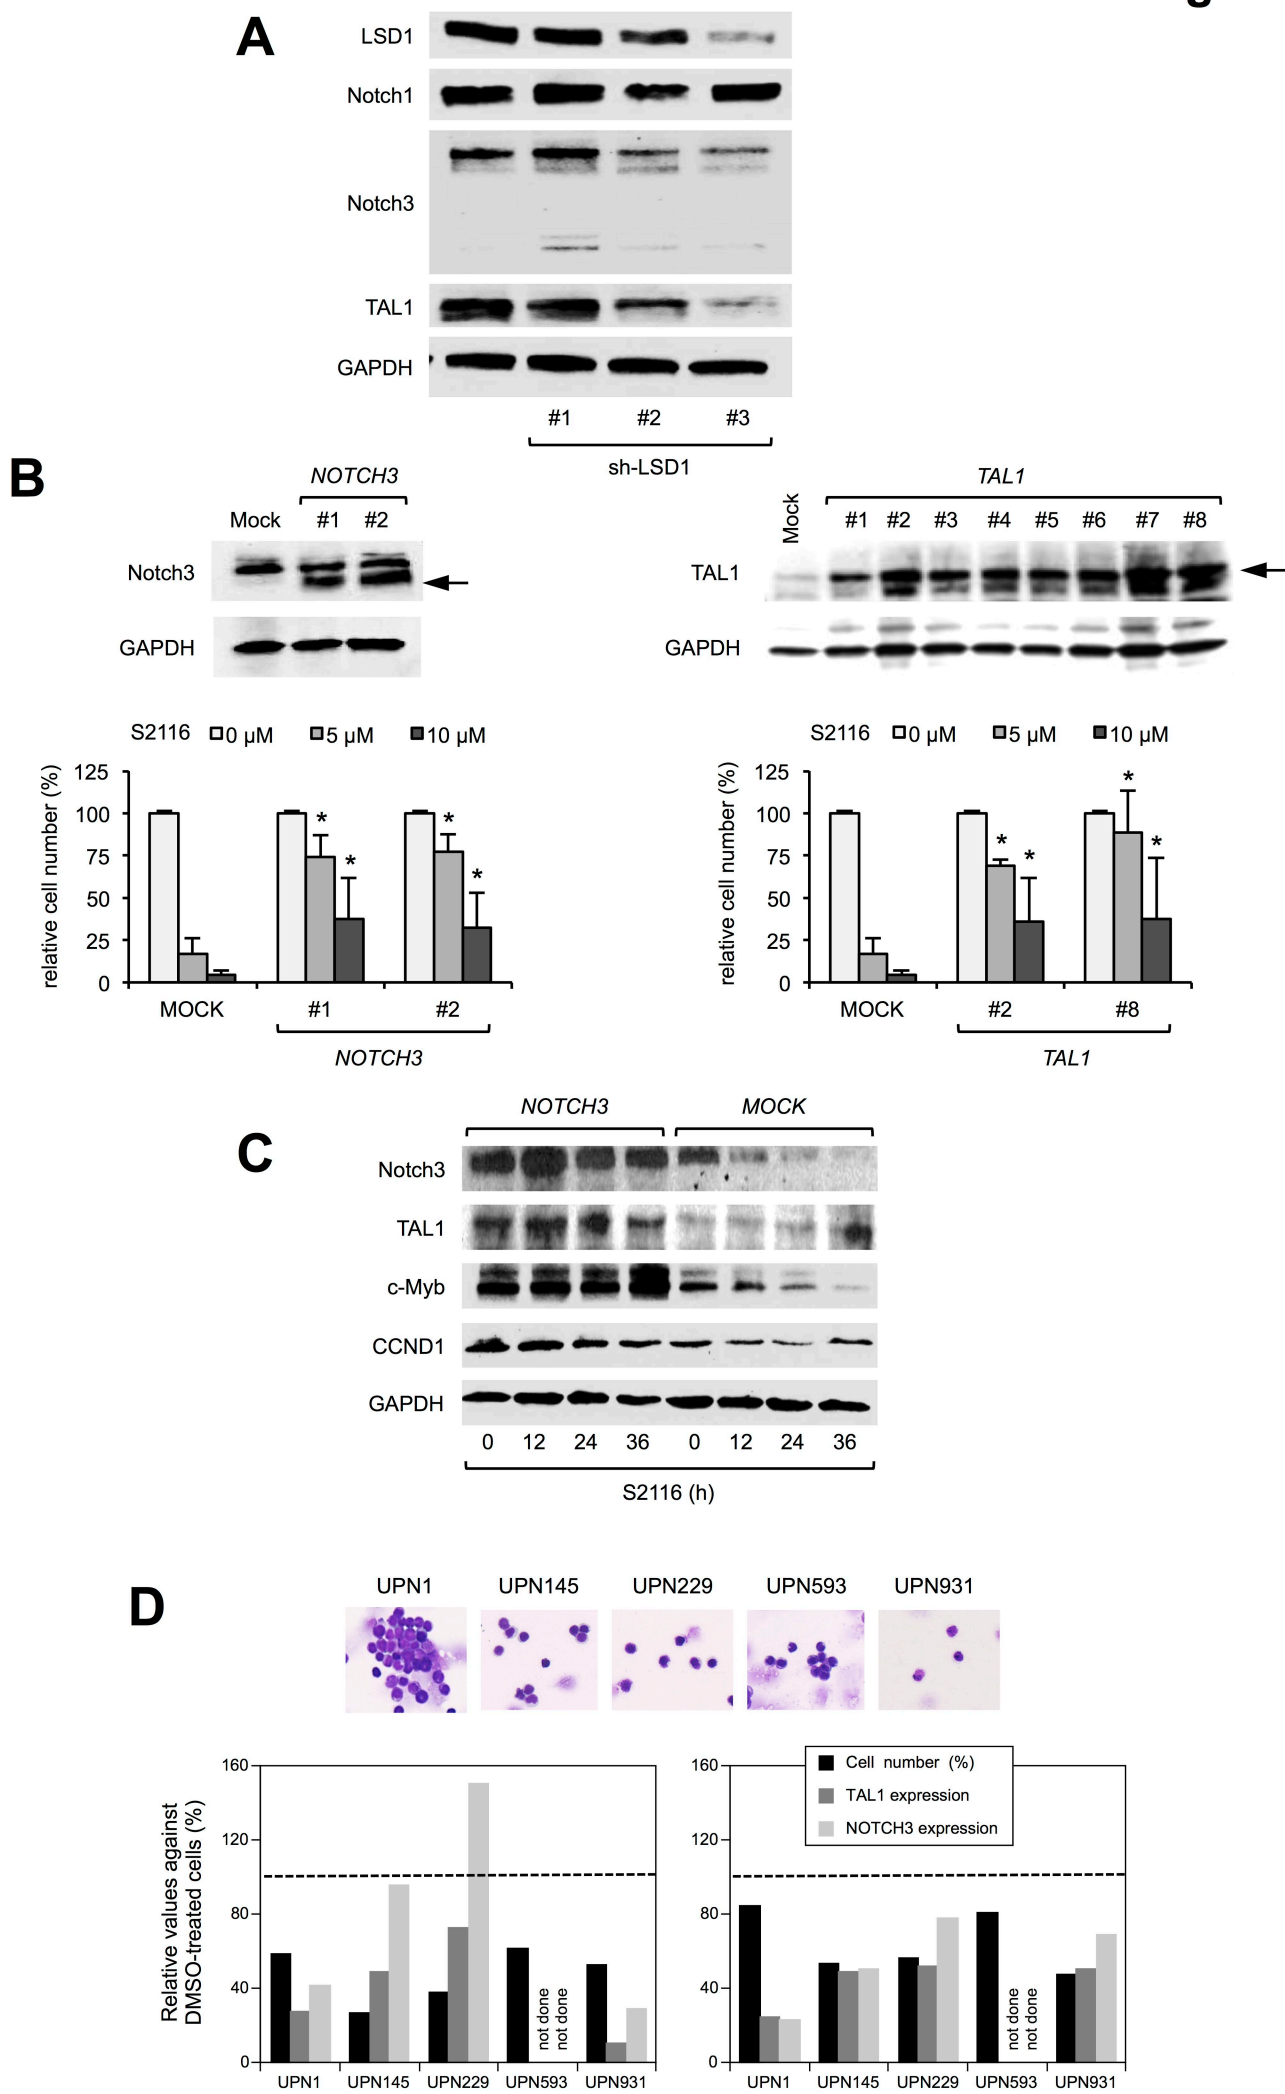 g
A
LSD1
Notch1
Notch3
TAL1
GAPDH
#1 #2 #3
sh-LSD1
B
NOTCH3
Mock #1 #2
Notch3
GAPDH
TAL1
Mock #1 #2 #3 #4 #5 #6 #7 #8
TAL1
GAPDH
S2116 0 µM 5 µM 10 µM
relative cell number (%)
125
100
75
50
25
0
* * * *
MOCK #1 #2
NOTCH3
S2116 0 µM 5 µM 10 µM
relative cell number (%)
125
100
75
50
25
0
* * * *
MOCK #2 #8
TAL1
C
NOTCH3 MOCK
Notch3
TAL1
c-Myb
CCND1
GAPDH
0 12 24 36 0 12 24 36
S2116 (h)
D
UPN1 UPN145 UPN229 UPN593 UPN931
Relative values against
DMSO-treated cells (%)
160
120
80
40
0
not done
not done
UPN1 UPN145 UPN229 UPN593 UPN931
Cell number (%)
TAL1 expression
NOTCH3 expression
160
120
80
40
0
not done
not done
UPN1 UPN145 UPN229 UPN593 UPN931